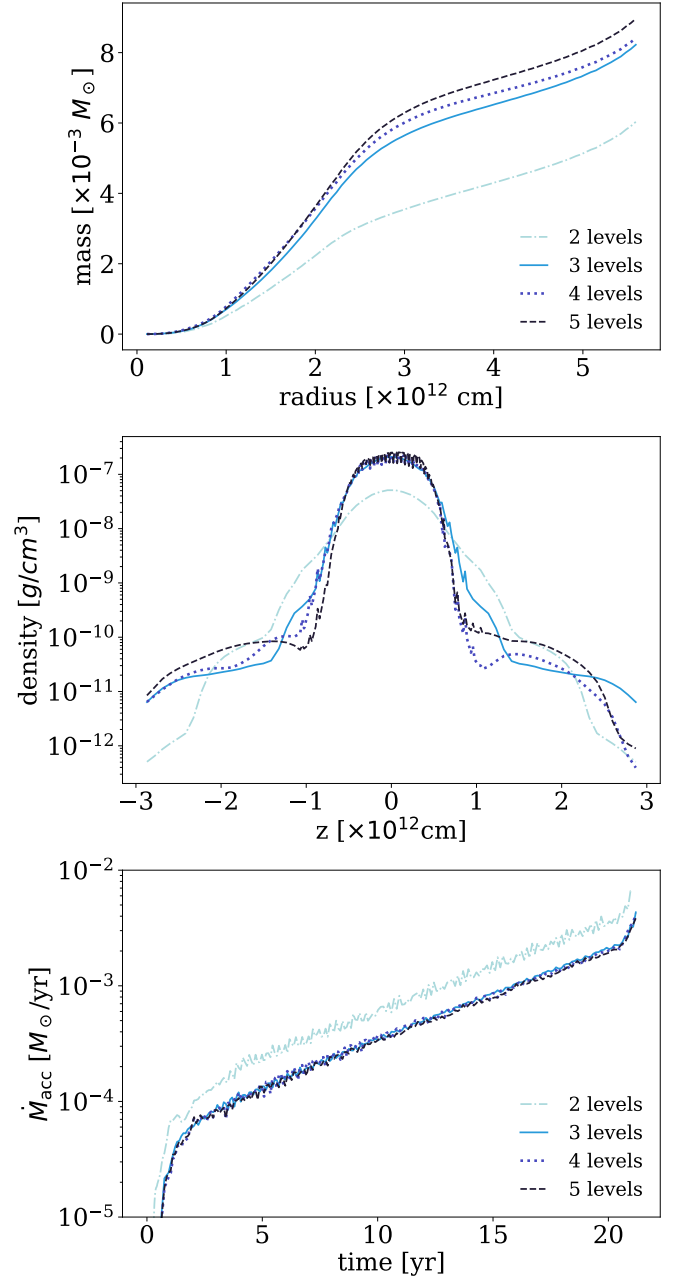 mass [×10⁻³ M⊙]
8
6
4
2
0
2 levels
3 levels
4 levels
5 levels
0 1 2 3 4 5
radius [×10¹² cm]
density [g/cm³]
10⁻⁷
10⁻⁸
10⁻⁹
10⁻¹⁰
10⁻¹¹
10⁻¹²
−3 −2 −1 0 1 2 3
z [×10¹²cm]
Ṁacc [M⊙/yr]
10⁻²
10⁻³
10⁻⁴
10⁻⁵
2 levels
3 levels
4 levels
5 levels
0 5 10 15 20
time [yr]